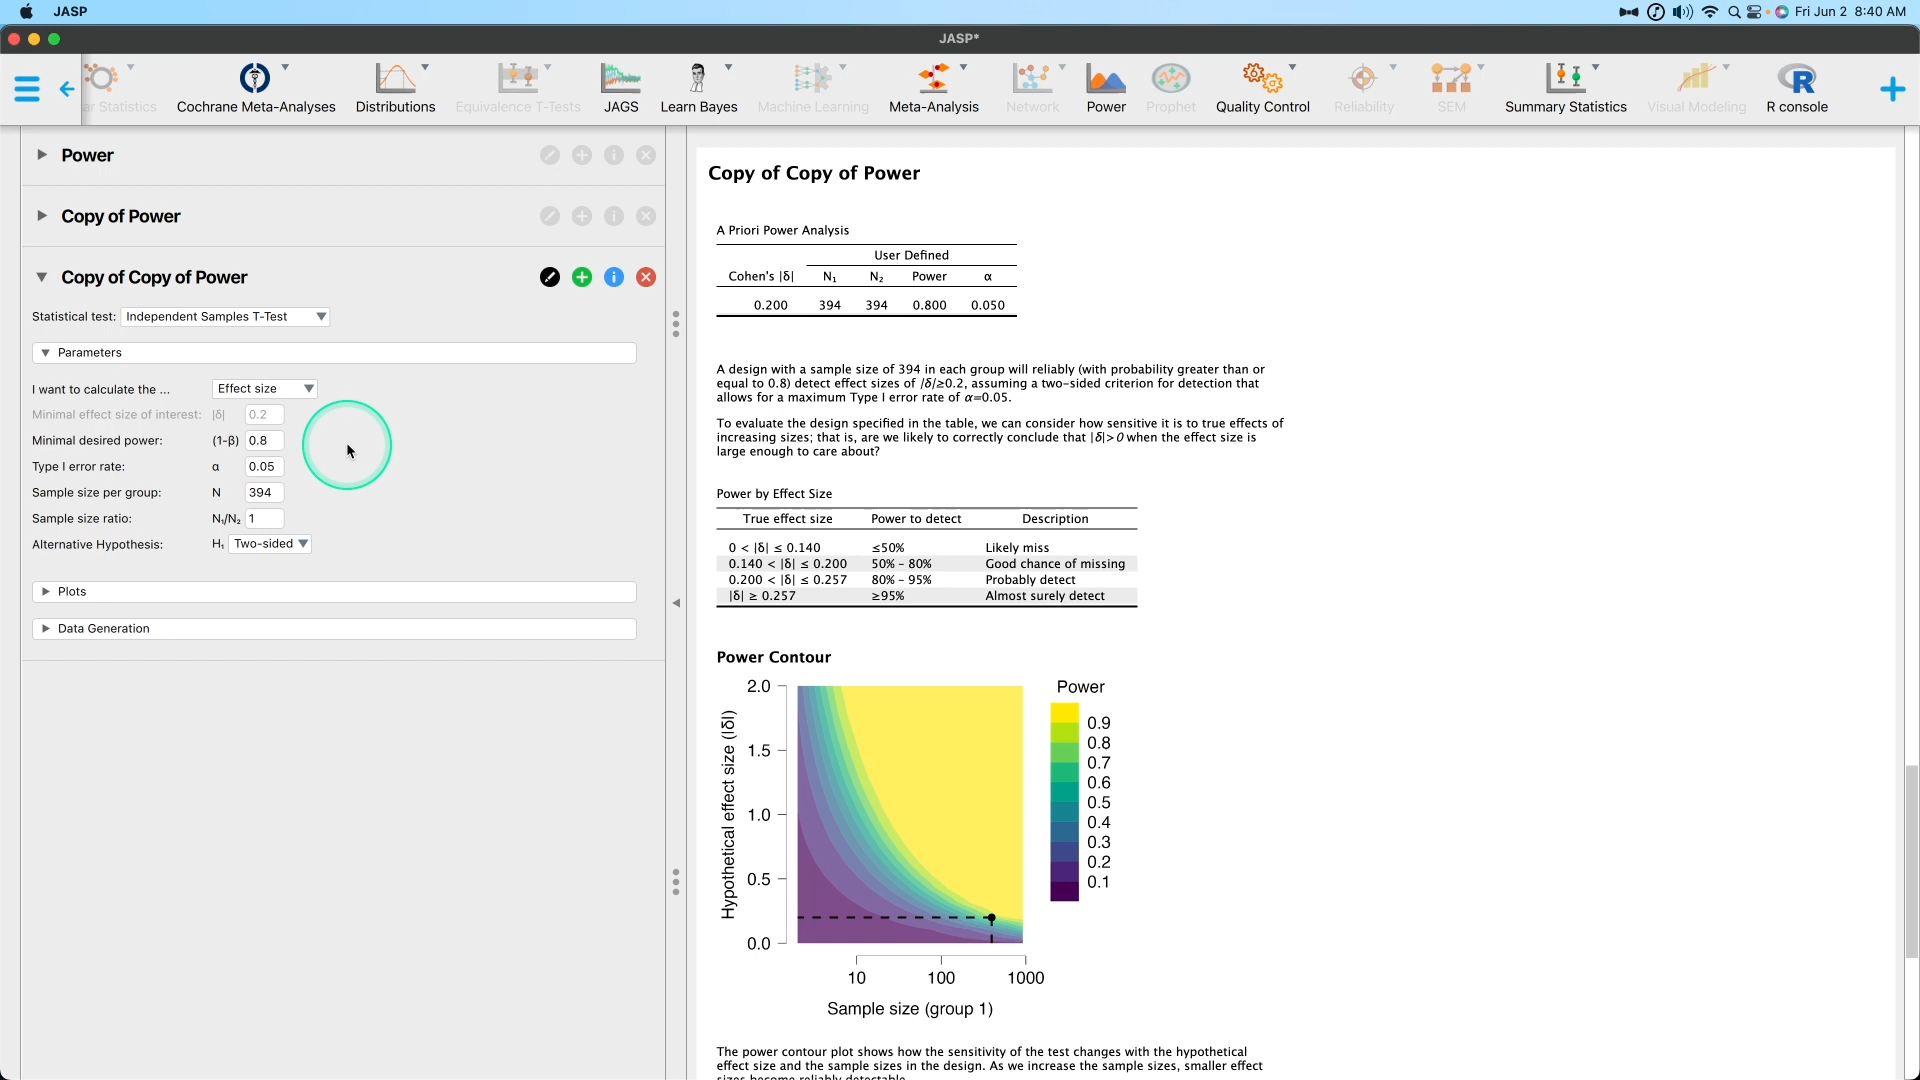 JASP
Fri Jun 2 8:40 AM
JASP*
ar Statistics
Cochrane Meta-Analyses
Distributions
Equivalence T-Tests
JAGS
Learn Bayes
Machine Learning
Meta-Analysis
Network
Power
Prophet
Quality Control
Reliability
SEM
Summary Statistics
Visual Modeling
R console
Power
Copy of Power
Copy of Copy of Power
Statistical test: Independent Samples T-Test
Parameters
I want to calculate the ... Effect size
Minimal effect size of interest: |δ| 0.2
Minimal desired power: (1-β) 0.8
Type I error rate: α 0.05
Sample size per group: N 394
Sample size ratio: N₁/N₂ 1
Alternative Hypothesis: H₁ Two-sided
Plots
Data Generation
Copy of Copy of Power
A Priori Power Analysis
User Defined
Cohen's |δ| N₁ N₂ Power α
0.200 394 394 0.800 0.050
A design with a sample size of 394 in each group will reliably (with probability greater than or
equal to 0.8) detect effect sizes of |δ|≥0.2, assuming a two-sided criterion for detection that
allows for a maximum Type I error rate of α=0.05.
To evaluate the design specified in the table, we can consider how sensitive it is to true effects of
increasing sizes; that is, are we likely to correctly conclude that |δ|>0 when the effect size is
large enough to care about?
Power by Effect Size
True effect size Power to detect Description
0 < |δ| ≤ 0.140 ≤50% Likely miss
0.140 < |δ| ≤ 0.200 50% – 80% Good chance of missing
0.200 < |δ| ≤ 0.257 80% – 95% Probably detect
|δ| ≥ 0.257 ≥95% Almost surely detect
Power Contour
Hypothetical effect size (|δ|)
2.0
1.5
1.0
0.5
0.0
10 100 1000
Sample size (group 1)
Power
0.9
0.8
0.7
0.6
0.5
0.4
0.3
0.2
0.1
The power contour plot shows how the sensitivity of the test changes with the hypothetical
effect size and the sample sizes in the design. As we increase the sample sizes, smaller effect
sizes become reliably detectable.